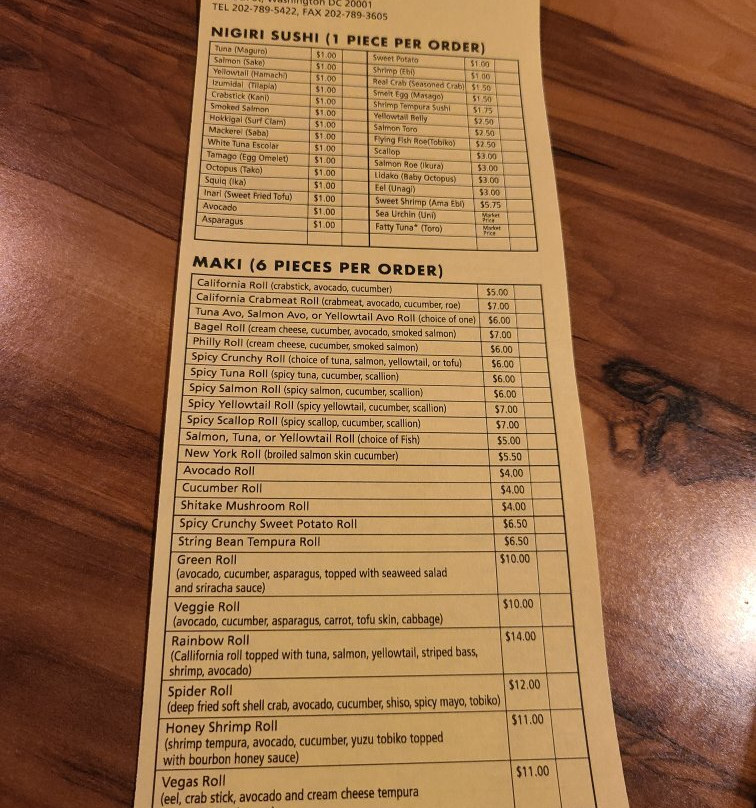 Washington DC 20001
TEL 202-789-5422, FAX 202-789-3605
NIGIRI SUSHI (1 PIECE PER ORDER)
Tuna (Maguro) $1.00 Sweet Potato $1.00
Salmon (Sake) $1.00 Shrimp (Ebi) $1.00
Yellowtail (Hamachi) $1.00 Real Crab (Seasoned Crab) $1.50
Izumidai (Tilapia) $1.00 Smelt Egg (Masago) $1.50
Crabstick (Kani) $1.00 Shrimp Tempura Sushi $1.75
Smoked Salmon $1.00 Yellowtail Belly $2.50
Hokkigai (Surf Clam) $1.00 Salmon Toro $2.50
Mackerel (Saba) $1.00 Flying Fish Roe(Tobiko) $2.50
White Tuna Escolar $1.00 Scallop $3.00
Tamago (Egg Omelet) $1.00 Salmon Roe (Ikura) $3.00
Octopus (Tako) $1.00 Lidako (Baby Octopus) $3.00
Squid (Ika) $1.00 Eel (Unagi) $3.00
Inari (Sweet Fried Tofu) $1.00 Sweet Shrimp (Ama Ebi) $5.75
Avocado $1.00 Sea Urchin (Uni) Market Price
Asparagus $1.00 Fatty Tuna* (Toro) Market Price
MAKI (6 PIECES PER ORDER)
California Roll (crabstick, avocado, cucumber) $5.00
California Crabmeat Roll (crabmeat, avocado, cucumber, roe) $7.00
Tuna Avo, Salmon Avo, or Yellowtail Avo Roll (choice of one) $6.00
Bagel Roll (cream cheese, cucumber, avocado, smoked salmon) $7.00
Philly Roll (cream cheese, cucumber, smoked salmon) $6.00
Spicy Crunchy Roll (choice of tuna, salmon, yellowtail, or tofu) $6.00
Spicy Tuna Roll (spicy tuna, cucumber, scallion) $6.00
Spicy Salmon Roll (spicy salmon, cucumber, scallion) $6.00
Spicy Yellowtail Roll (spicy yellowtail, cucumber, scallion) $7.00
Spicy Scallop Roll (spicy scallop, cucumber, scallion) $7.00
Salmon, Tuna, or Yellowtail Roll (choice of Fish) $5.00
New York Roll (broiled salmon skin cucumber) $5.50
Avocado Roll $4.00
Cucumber Roll $4.00
Shitake Mushroom Roll $4.00
Spicy Crunchy Sweet Potato Roll $6.50
String Bean Tempura Roll $6.50
Green Roll $10.00
(avocado, cucumber, asparagus, topped with seaweed salad
and sriracha sauce)
Veggie Roll $10.00
(avocado, cucumber, asparagus, carrot, tofu skin, cabbage)
Rainbow Roll $14.00
(Callifornia roll topped with tuna, salmon, yellowtail, striped bass,
shrimp, avocado)
Spider Roll $12.00
(deep fried soft shell crab, avocado, cucumber, shiso, spicy mayo, tobiko)
Honey Shrimp Roll $11.00
(shrimp tempura, avocado, cucumber, yuzu tobiko topped
with bourbon honey sauce)
Vegas Roll $11.00
(eel, crab stick, avocado and cream cheese tempura